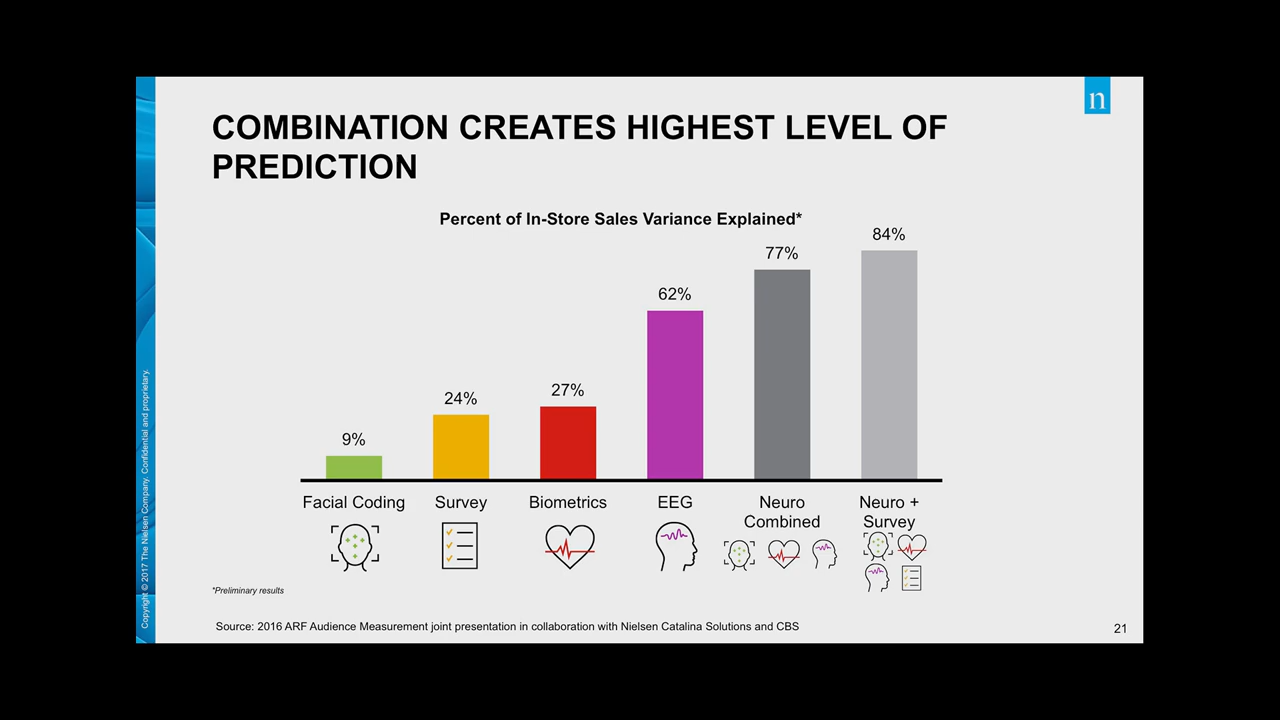 n
COMBINATION CREATES HIGHEST LEVEL OF
PREDICTION
Percent of In-Store Sales Variance Explained*
9%
24%
27%
62%
77%
84%
Facial Coding
Survey
Biometrics
EEG
Neuro
Combined
Neuro +
Survey
*Preliminary results
Source: 2016 ARF Audience Measurement joint presentation in collaboration with Nielsen Catalina Solutions and CBS
21
Copyright © 2017 The Nielsen Company. Confidential and proprietary.